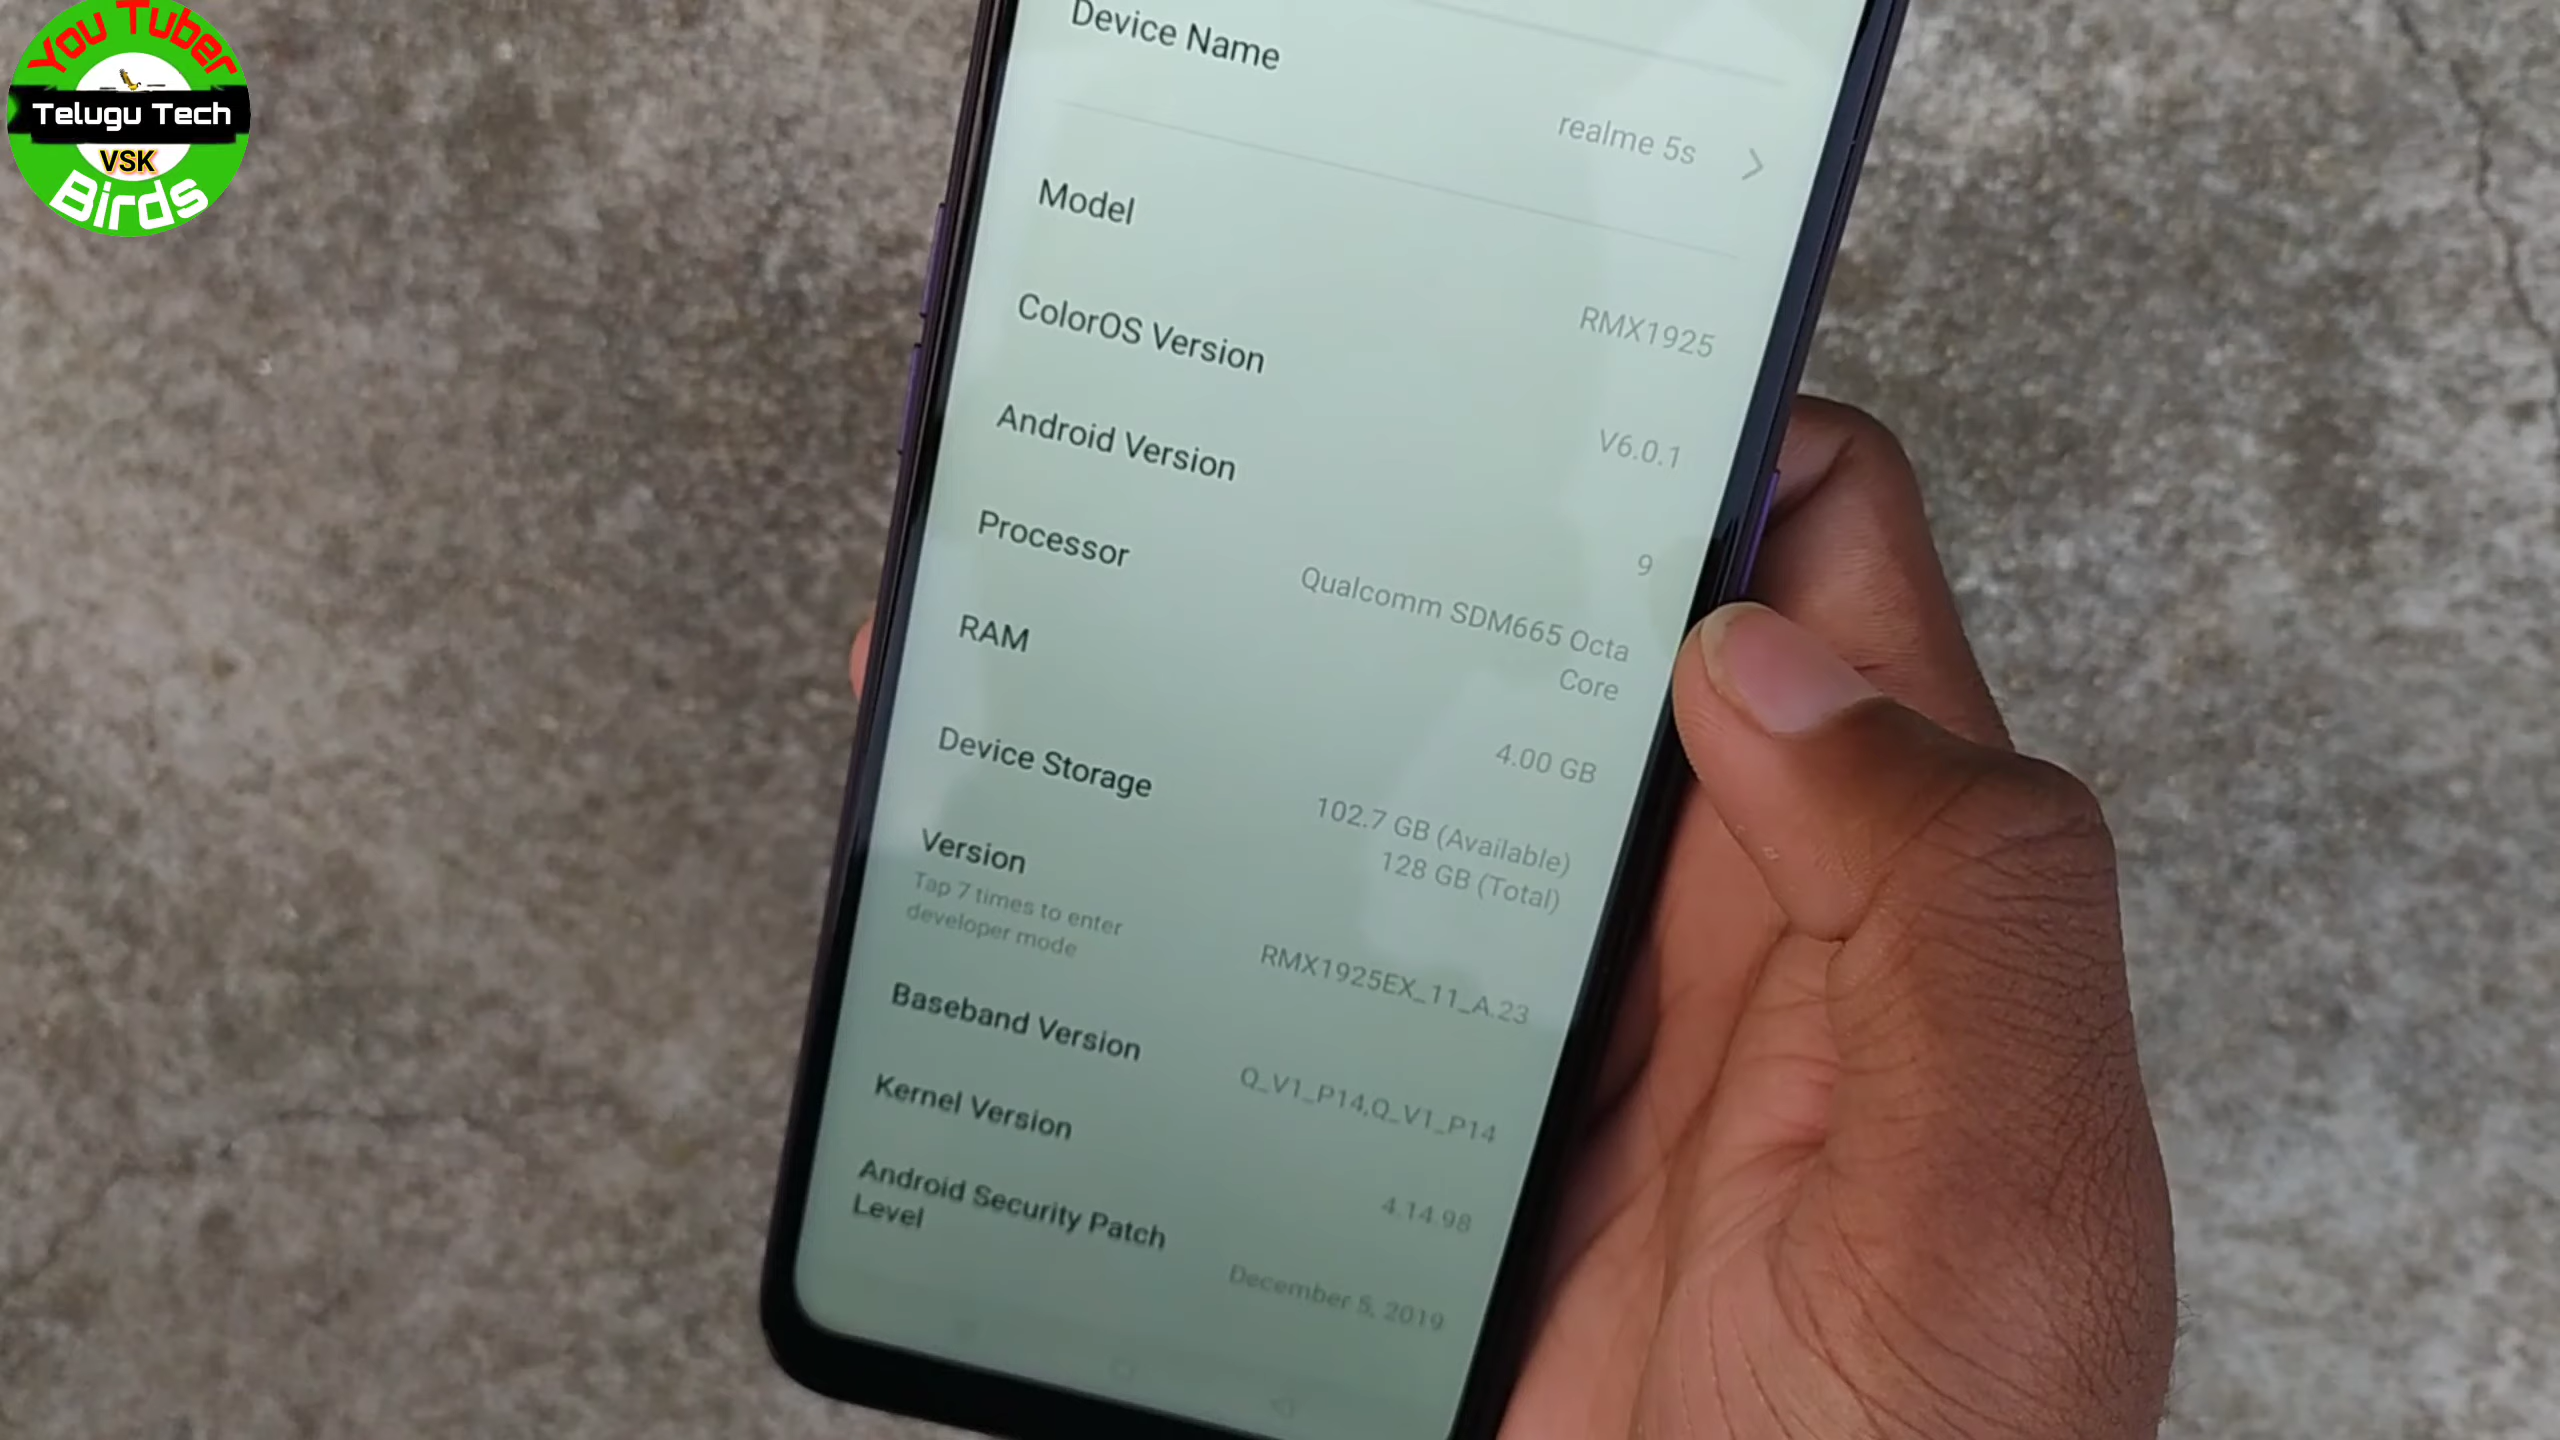 You Tuber
Telugu Tech
VSK
Birds
Device Name
realme 5s
Model
RMX1925
ColorOS Version
V6.0.1
Android Version
9
Processor
Qualcomm SDM665 Octa
Core
RAM
4.00 GB
Device Storage
102.7 GB (Available)
128 GB (Total)
Version
Tap 7 times to enter
developer mode
RMX1925EX_11_A.23
Baseband Version
Q_V1_P14,Q_V1_P14
Kernel Version
4.14.98
Android Security Patch
Level
December 5, 2019